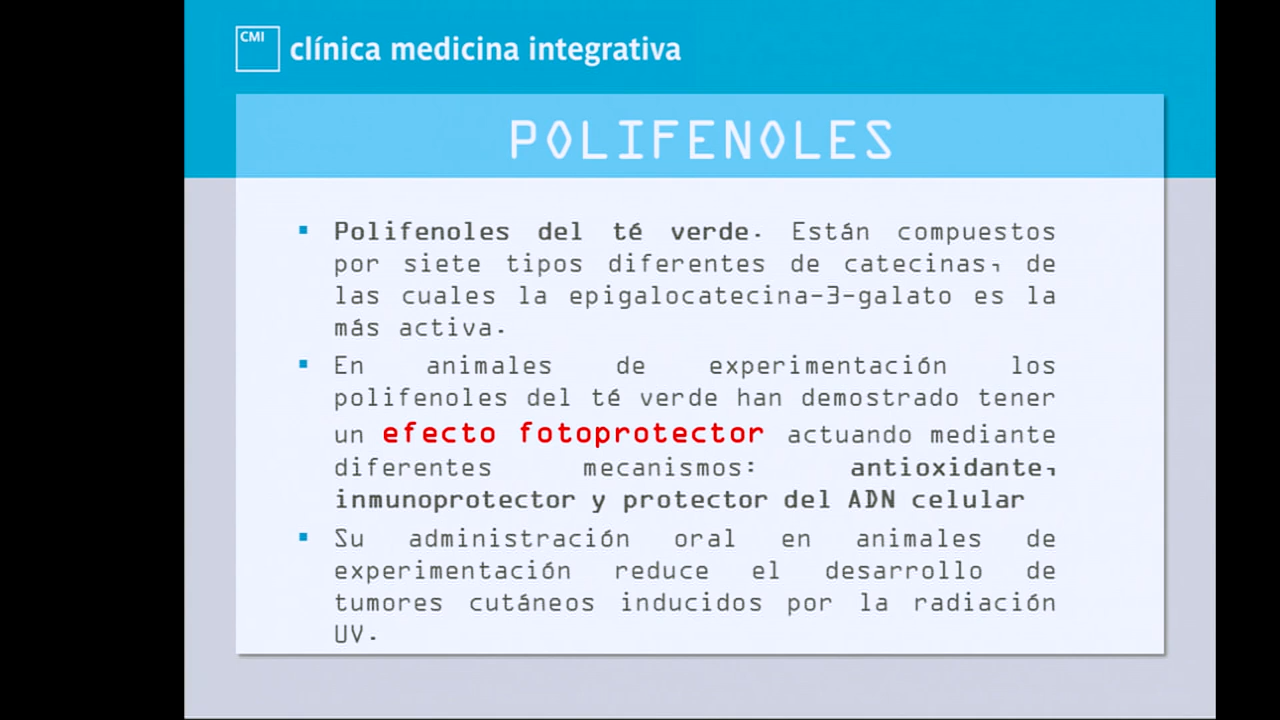 CMI
clínica medicina integrativa
POLIFENOLES
▪ Polifenoles del té verde. Están compuestos
por siete tipos diferentes de catecinas, de
las cuales la epigalocatecina-3-galato es la
más activa.
▪ En animales de experimentación los
polifenoles del té verde han demostrado tener
un efecto fotoprotector actuando mediante
diferentes mecanismos: antioxidante,
inmunoprotector y protector del ADN celular
▪ Su administración oral en animales de
experimentación reduce el desarrollo de
tumores cutáneos inducidos por la radiación
UV.